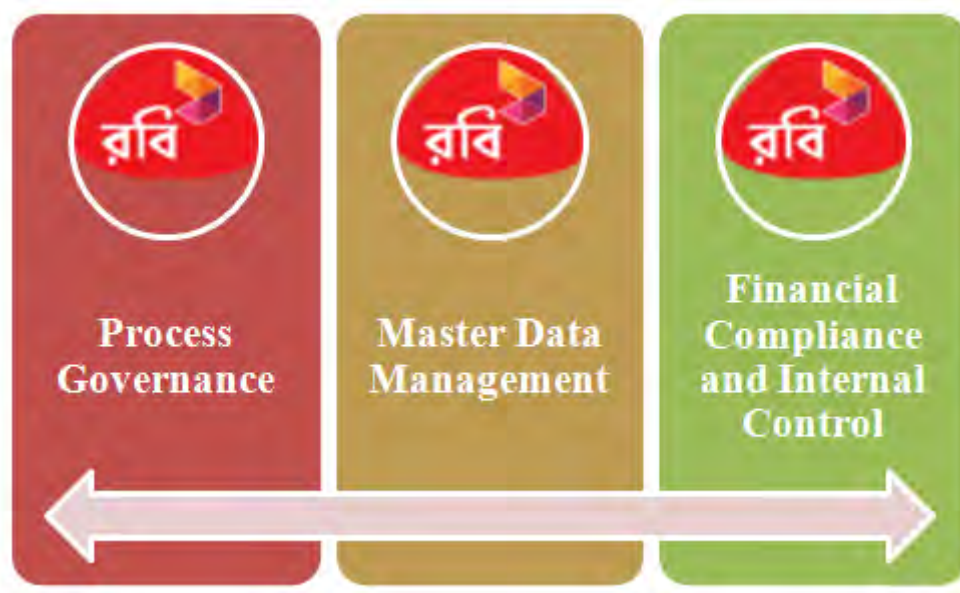 রবি
Process
Governance
রবি
Master Data
Management
রবি
Financial
Compliance
and Internal
Control